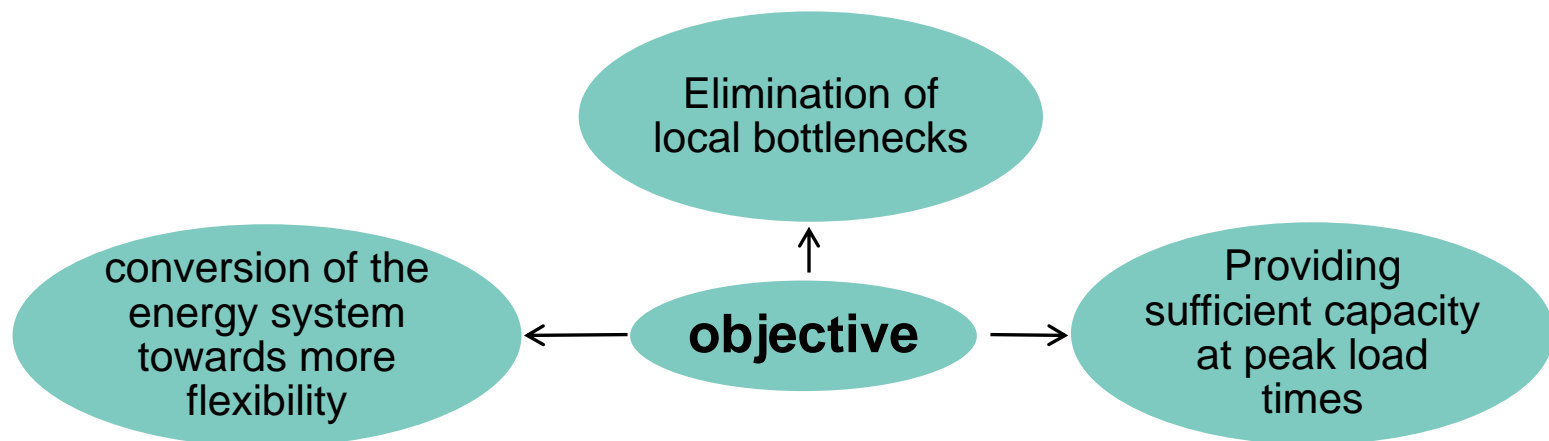 Elimination of
local bottlenecks
conversion of the
energy system
towards more
flexibility
objective
Providing
sufficient capacity
at peak load
times